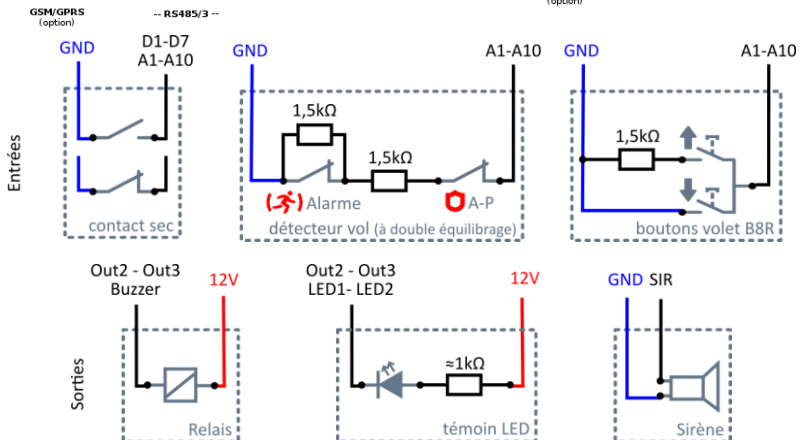 (option)
GSM/GPRS
(option)
-- RS485/3 --
Entrées
GND
D1-D7
A1-A10
contact sec
GND
A1-A10
1,5kΩ
1,5kΩ
Alarme
A-P
détecteur vol (à double équilibrage)
GND
A1-A10
1,5kΩ
boutons volet B8R
Sorties
Out2 - Out3
Buzzer
12V
Relais
Out2 - Out3
LED1- LED2
12V
≈1kΩ
témoin LED
GND SIR
Sirène